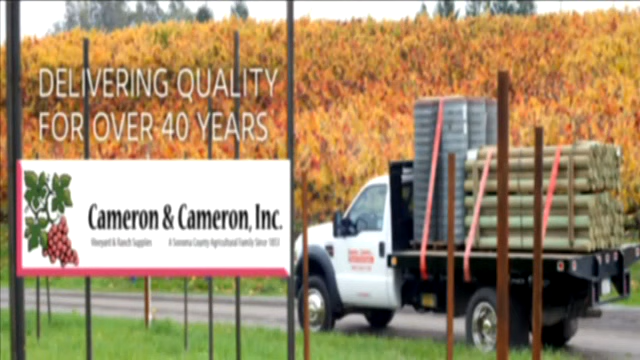 DELIVERING QUALITY
FOR OVER 40 YEARS
Cameron & Cameron, Inc.
Vineyard & Ranch Supplies A Sonoma County Agricultural Family Since 1853